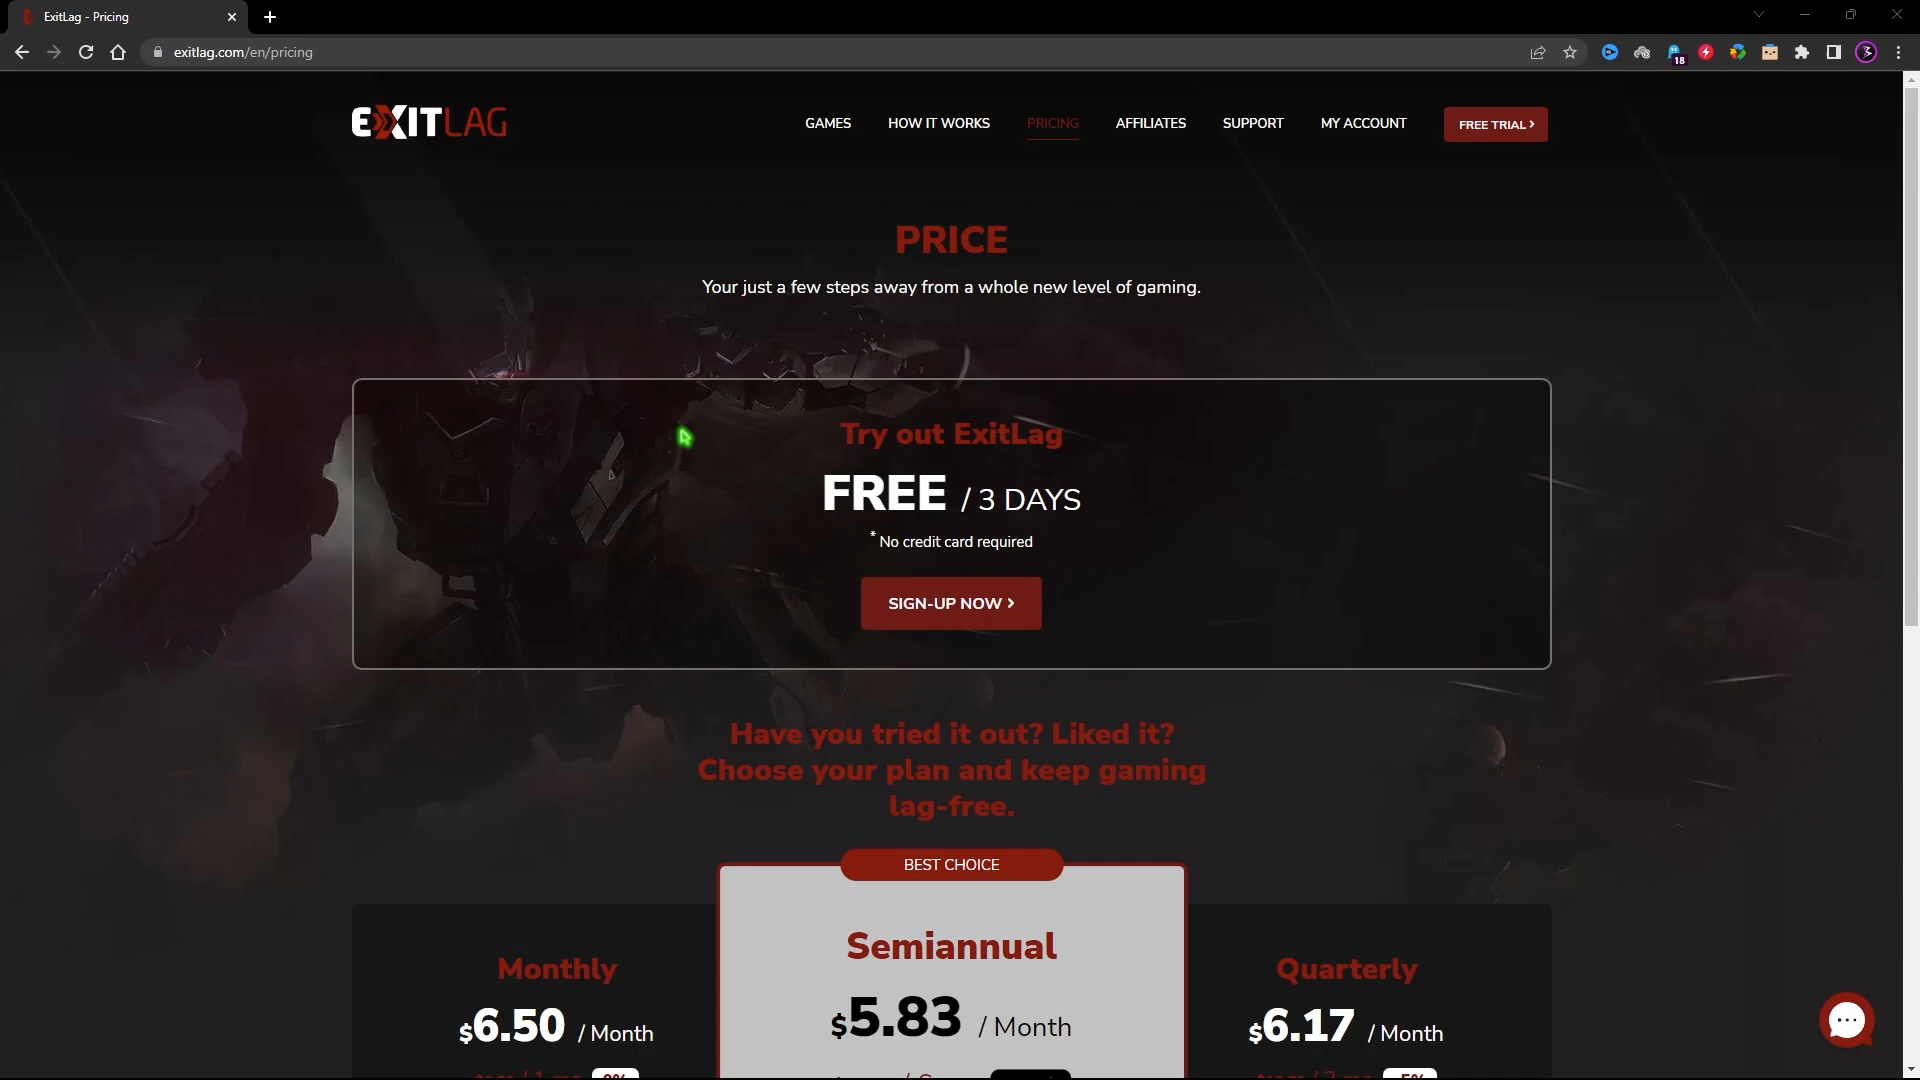 ExitLag - Pricing
exitlag.com/en/pricing
18
EXITLAG
GAMES HOW IT WORKS PRICING AFFILIATES SUPPORT MY ACCOUNT FREE TRIAL >
PRICE
Your just a few steps away from a whole new level of gaming.
Try out ExitLag
FREE / 3 DAYS
* No credit card required
SIGN-UP NOW >
Have you tried it out? Liked it?
Choose your plan and keep gaming
lag-free.
BEST CHOICE
Monthly
$6.50 / Month
Semiannual
$5.83 / Month
Quarterly
$6.17 / Month